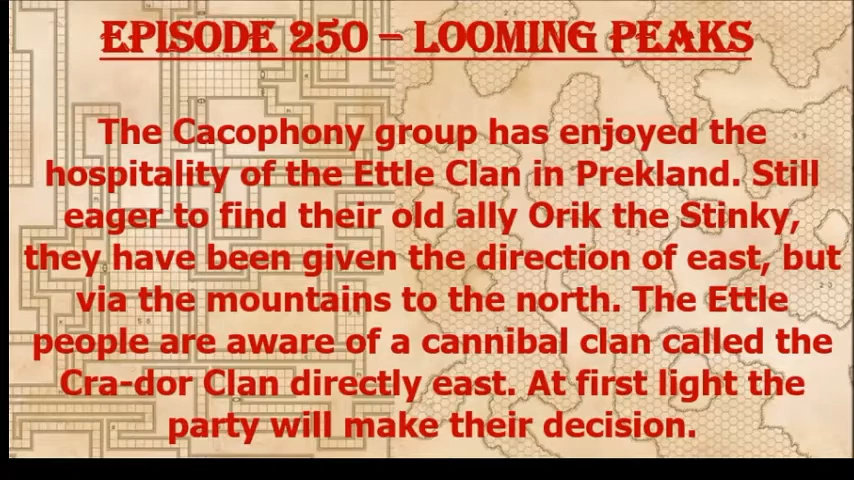 EPISODE 250 – LOOMING PEAKS
The Cacophony group has enjoyed the
hospitality of the Ettle Clan in Prekland. Still
eager to find their old ally Orik the Stinky,
they have been given the direction of east, but
via the mountains to the north. The Ettle
people are aware of a cannibal clan called the
Cra-dor Clan directly east. At first light the
party will make their decision.